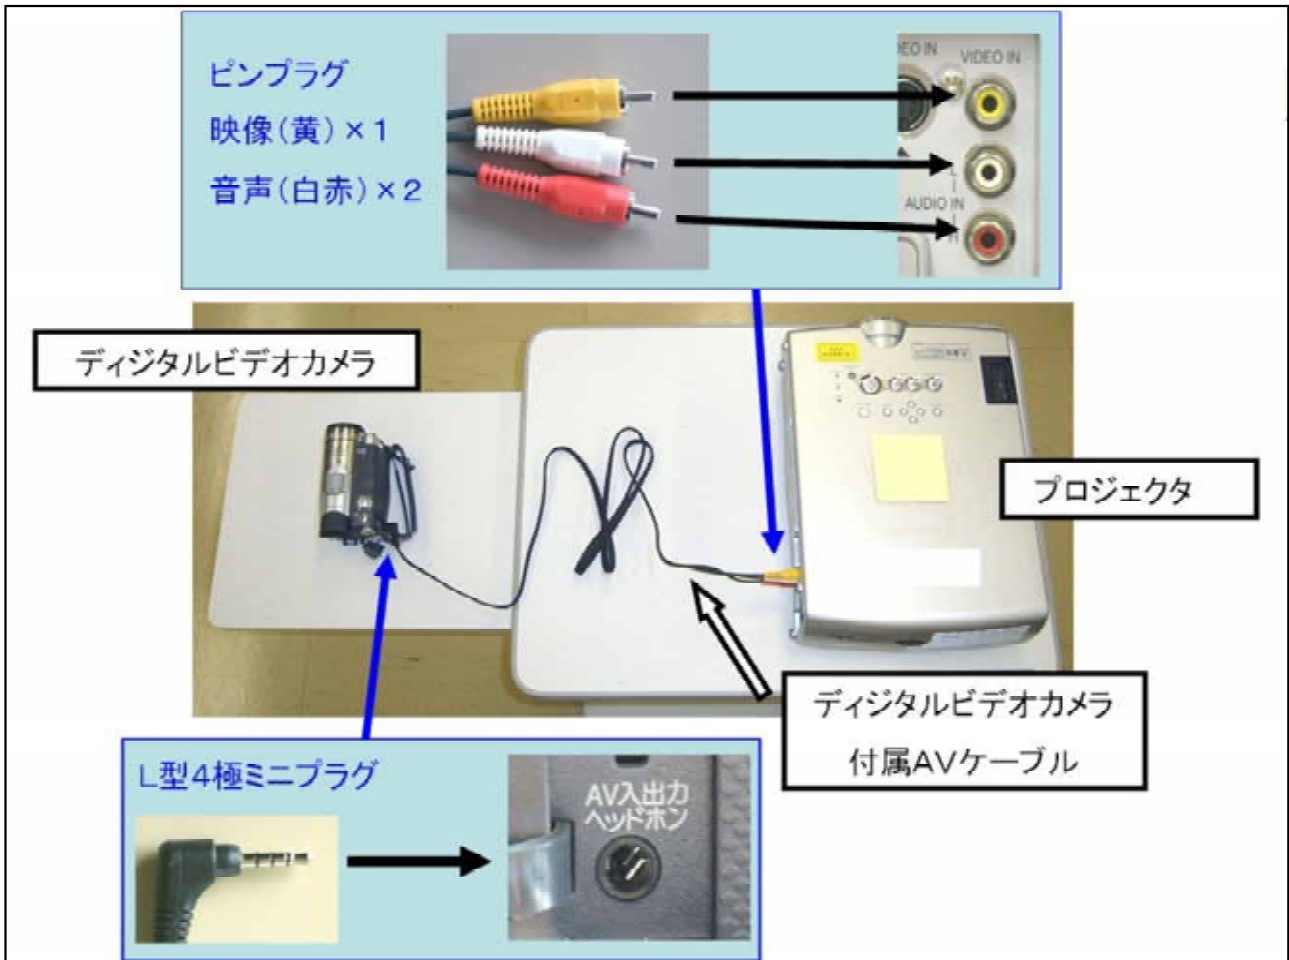 ピンプラグ
映像(黄)×1
音声(白赤)×2
VIDEO IN
L
AUDIO IN
R
ディジタルビデオカメラ
プロジェクタ
ディジタルビデオカメラ
付属AVケーブル
L型4極ミニプラグ
AV入出力
ヘッドホン